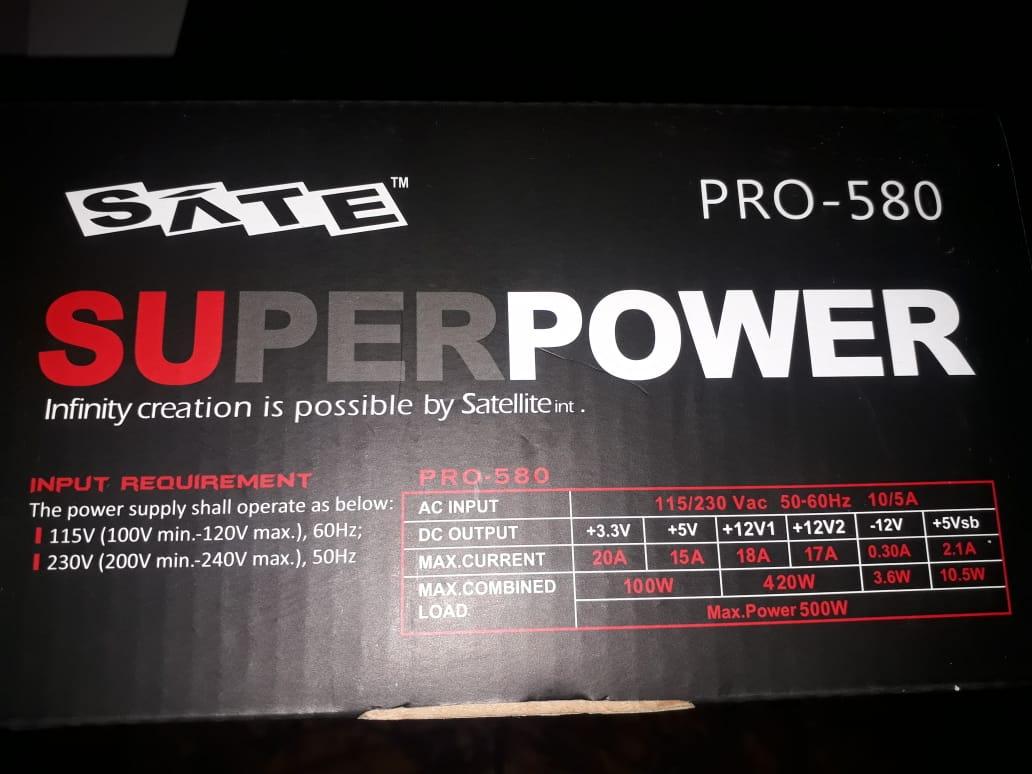 SATE™
PRO-580
SUPERPOWER
Infinity creation is possible by Satellite int .
INPUT REQUIREMENT
The power supply shall operate as below:
115V (100V min.-120V max.), 60Hz;
230V (200V min.-240V max.), 50Hz
PRO-580
AC INPUT 115/230 Vac 50-60Hz 10/5A
DC OUTPUT +3.3V +5V +12V1 +12V2 -12V +5Vsb
MAX.CURRENT 20A 15A 18A 17A 0.30A 2.1A
MAX.COMBINED 100W 420W 3.6W 10.5W
LOAD Max.Power 500W